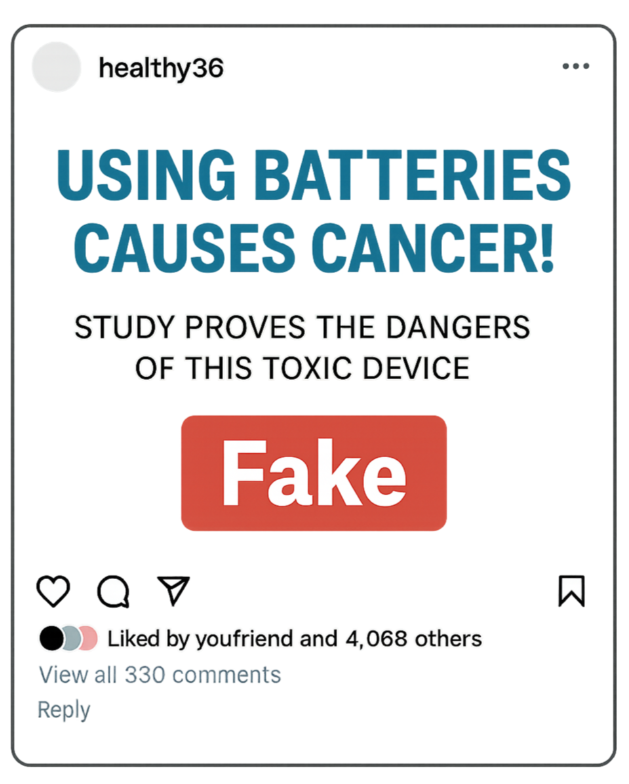 healthy36
USING BATTERIES
CAUSES CANCER!
STUDY PROVES THE DANGERS
OF THIS TOXIC DEVICE
Fake
Liked by youfriend and 4,068 others
View all 330 comments
Reply